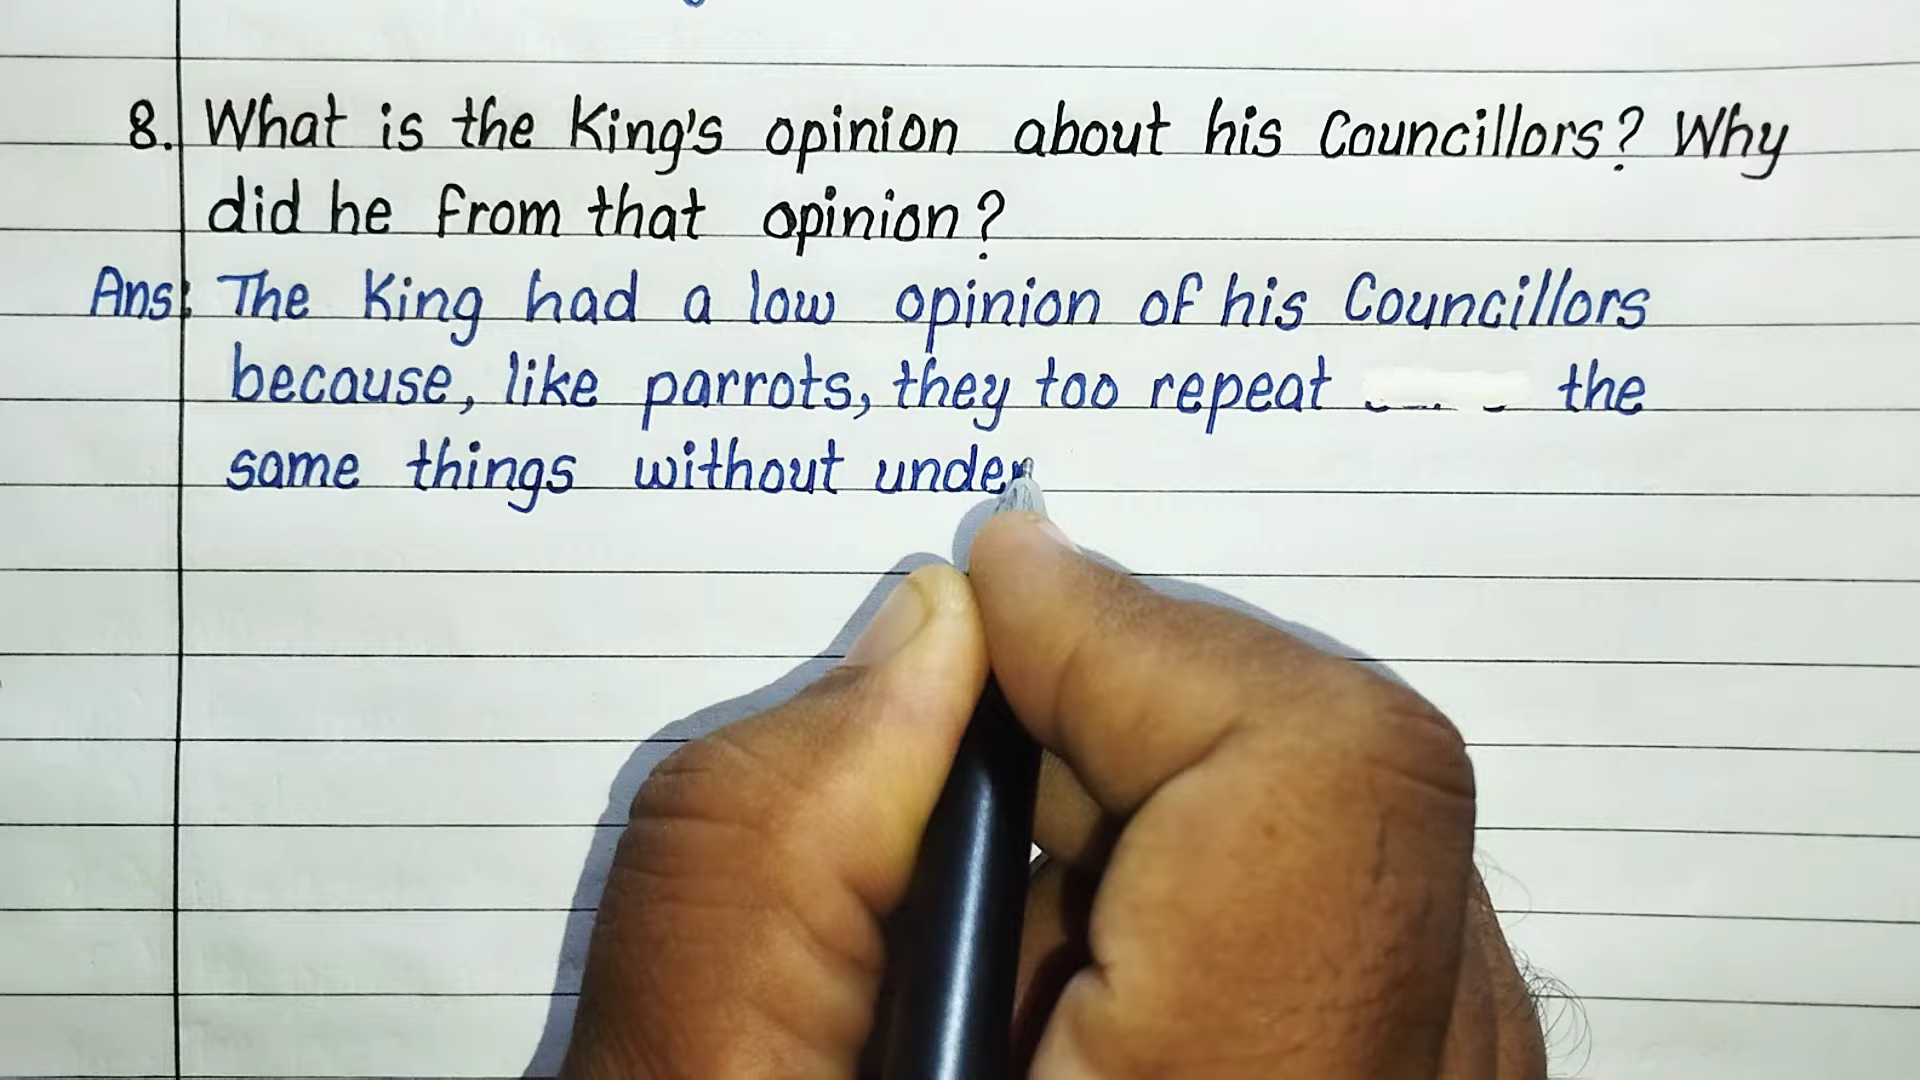 8. What is the King's opinion about his Councillors? Why
did he from that opinion?
Ans: The King had a low opinion of his Councillors
because, like parrots, they too repeat the
same things without under